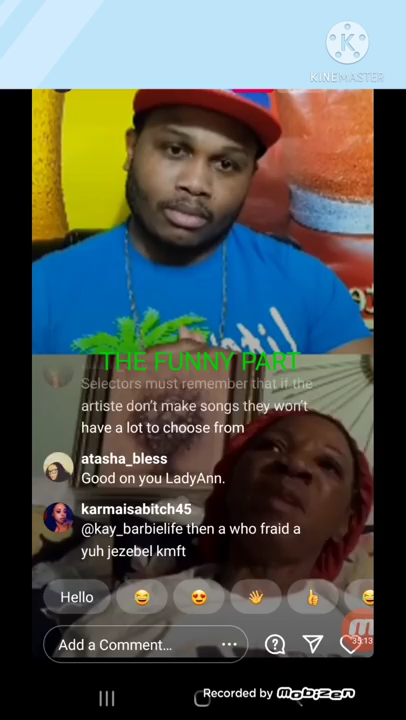 K
KINEMASTER
THE FUNNY PART
Selectors must remember that if the
artiste don't make songs they won't
have a lot to choose from
atasha_bless
Good on you LadyAnn.
karmaisabitch45
@kay_barbielife then a who fraid a
yuh jezebel kmft
Hello
Add a Comment...
35:13
Recorded by mobizen